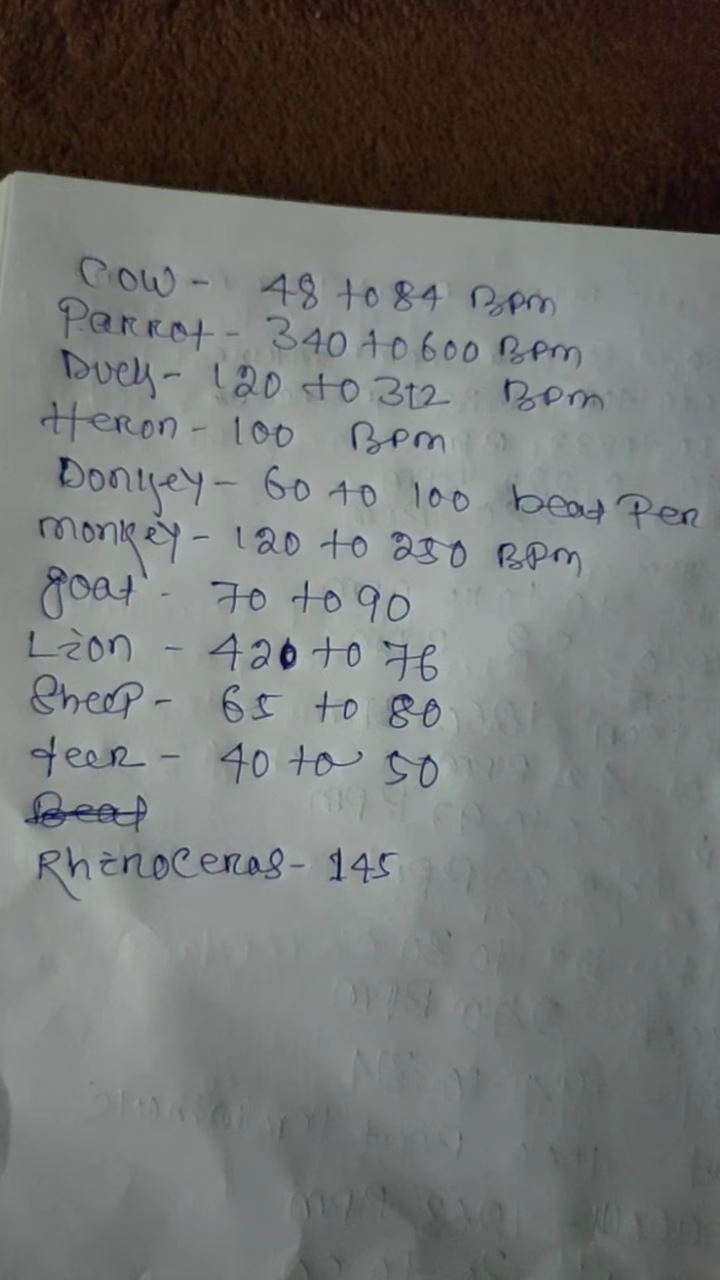 Cow - 48 to 84 Bpm
Parrot - 340 to 600 Bpm
Duck - 120 to 312 Bpm
Heron - 100 Bpm
Donkey - 60 to 100 beat Per
monkey - 120 to 250 BPm
goat - 70 to 90
Lion - 420 to 76
Sheep - 65 to 80
deer - 40 to 50
Rhinoceras - 145